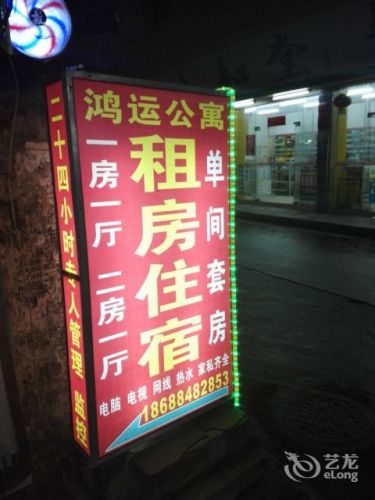 鸿运公寓
一房一厅 二房一厅
租房住宿
单间套房
电脑 电视 网线 热水 家私齐全
18688482853
二十四小时专人管理 监控
艺龙
eLong